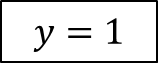 y = 1